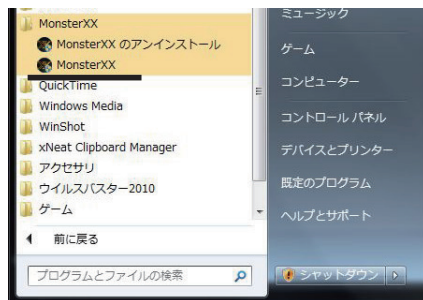 MonsterXX
MonsterXX のアンインストール
MonsterXX
QuickTime
Windows Media
WinShot
xNeat Clipboard Manager
アクセサリ
ウイルスバスター2010
ゲーム
前に戻る
プログラムとファイルの検索
ミュージック
ゲーム
コンピューター
コントロール パネル
デバイスとプリンター
既定のプログラム
ヘルプとサポート
シャットダウン